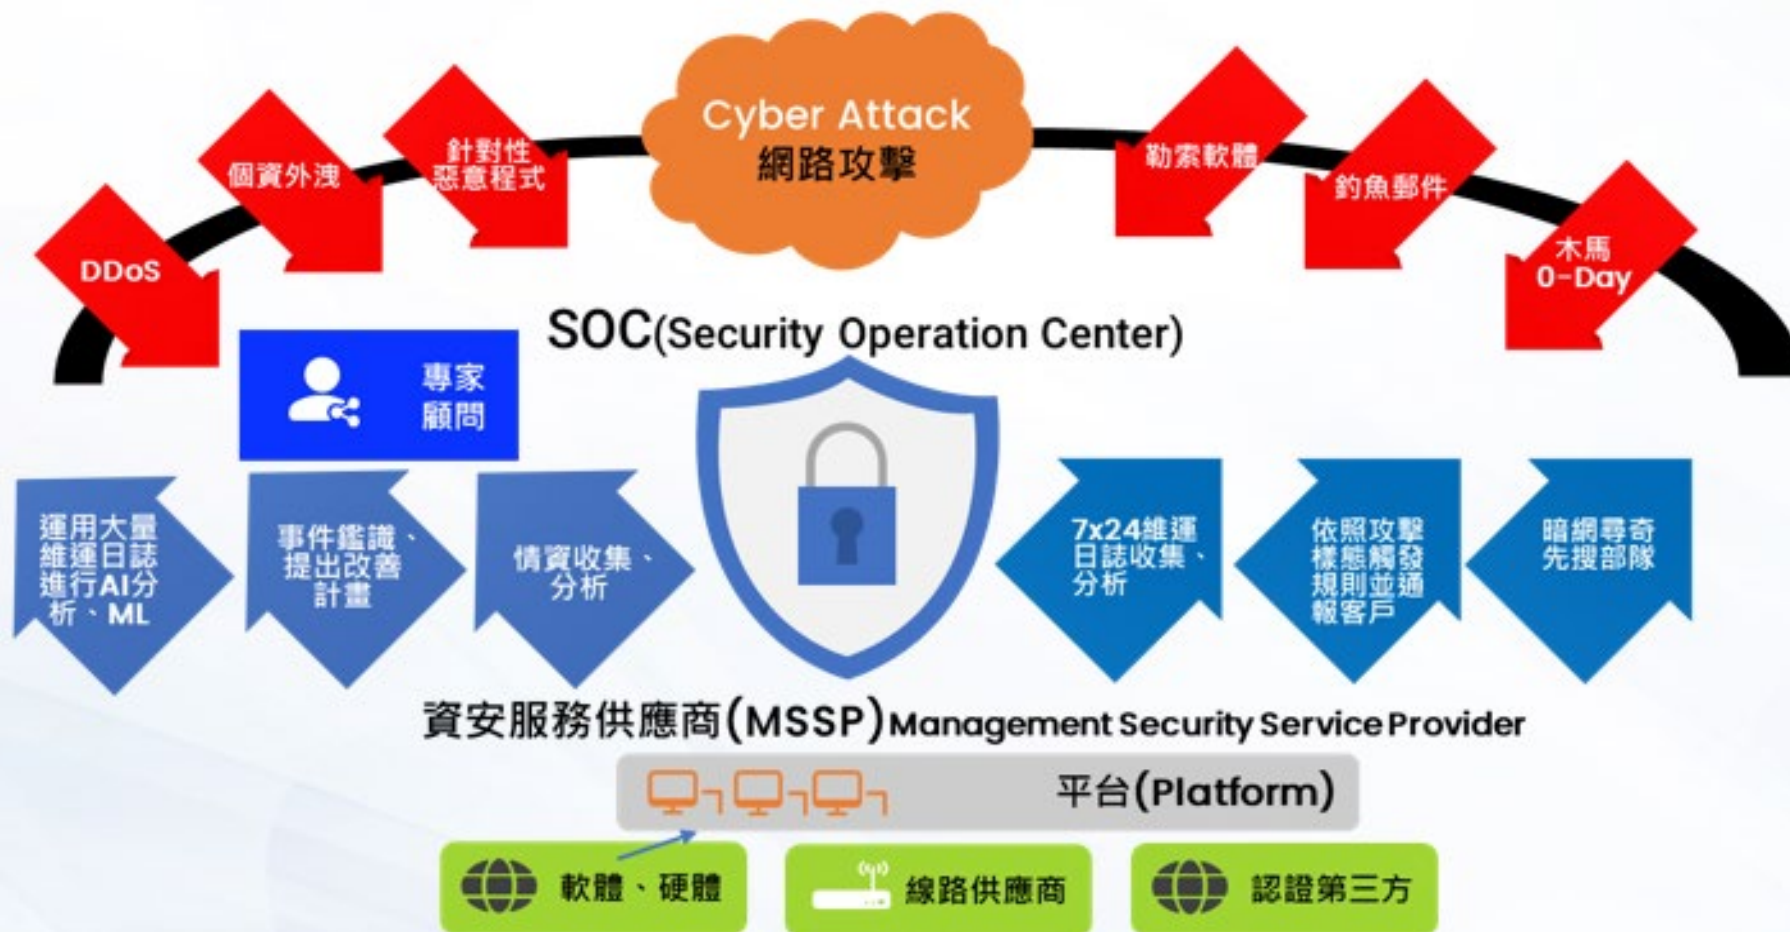 Cyber Attack
網路攻擊
DDoS
個資外洩
針對性
惡意程式
勒索軟體
釣魚郵件
木馬
0-Day
SOC(Security Operation Center)
專家
顧問
運用大量
維運日誌
進行AI分
析、ML
事件鑑識、
提出改善
計畫
情資收集、
分析
7x24維運
日誌收集、
分析
依照攻擊
樣態觸發
規則並通
報客戶
暗網尋奇
先搜部隊
資安服務供應商(MSSP)Management Security Service Provider
平台(Platform)
軟體、硬體
線路供應商
認證第三方